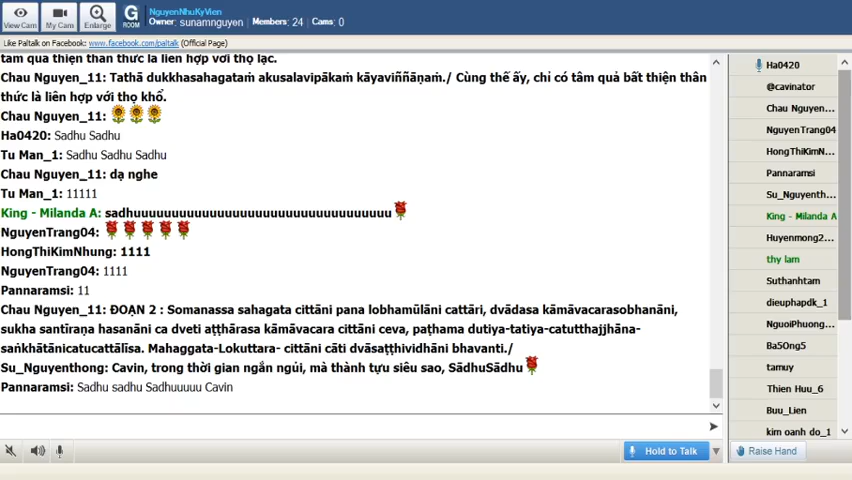 View Cam
My Cam
Enlarge
G
ROOM
NguyenNhuKyVien
Owner: sunamnguyen Members: 24 Cams: 0
Like Paltalk on Facebook: www.facebook.com/paltalk (Official Page)
tâm quả thiện thân thức là liên hợp với thọ lạc.
Chau Nguyen_11: Tathā dukkhasahagataṁ akusalavipākaṁ kāyaviññāṇaṁ./ Cùng thế ấy, chỉ có tâm quả bất thiện thân
thức là liên hợp với thọ khổ.
Chau Nguyen_11:
Ha0420: Sadhu Sadhu
Tu Man_1: Sadhu Sadhu Sadhu
Chau Nguyen_11: dạ nghe
Tu Man_1: 11111
King - Milanda A: sadhuuuuuuuuuuuuuuuuuuuuuuuuuuuuuuuuuuu
NguyenTrang04:
HongThiKimNhung: 1111
NguyenTrang04: 1111
Pannaramsi: 11
Chau Nguyen_11: ĐOẠN 2 : Somanassa sahagata cittāni pana lobhamūlāni cattāri, dvādasa kāmāvacarasobhanāni,
sukha santīraṇa hasanāni ca dveti aṭṭhārasa kāmāvacara cittāni ceva, paṭhama dutiya-tatiya-catutthajjhāna-
saṅkhātānicatucattālīsa. Mahaggata-Lokuttara- cittāni cāti dvāsaṭṭhividhāni bhavanti./
Su_Nguyenthong: Cavin, trong thời gian ngắn ngủi, mà thành tựu siêu sao, SādhuSādhu
Pannaramsi: Sadhu sadhu Sadhuuuuu Cavin
Hold to Talk
Ha0420
@cavinator
Chau Nguyen...
NguyenTrang04
HongThiKimN...
Pannaramsi
Su_Nguyenth...
King - Milanda A
Huyenmong2...
thy lam
Suthanhtam
dieuphapdk_1
NguoiPhuong...
Ba5Ong5
tamuy
Thien Huu_6
Buu_Lien
kim oanh do_1
Raise Hand